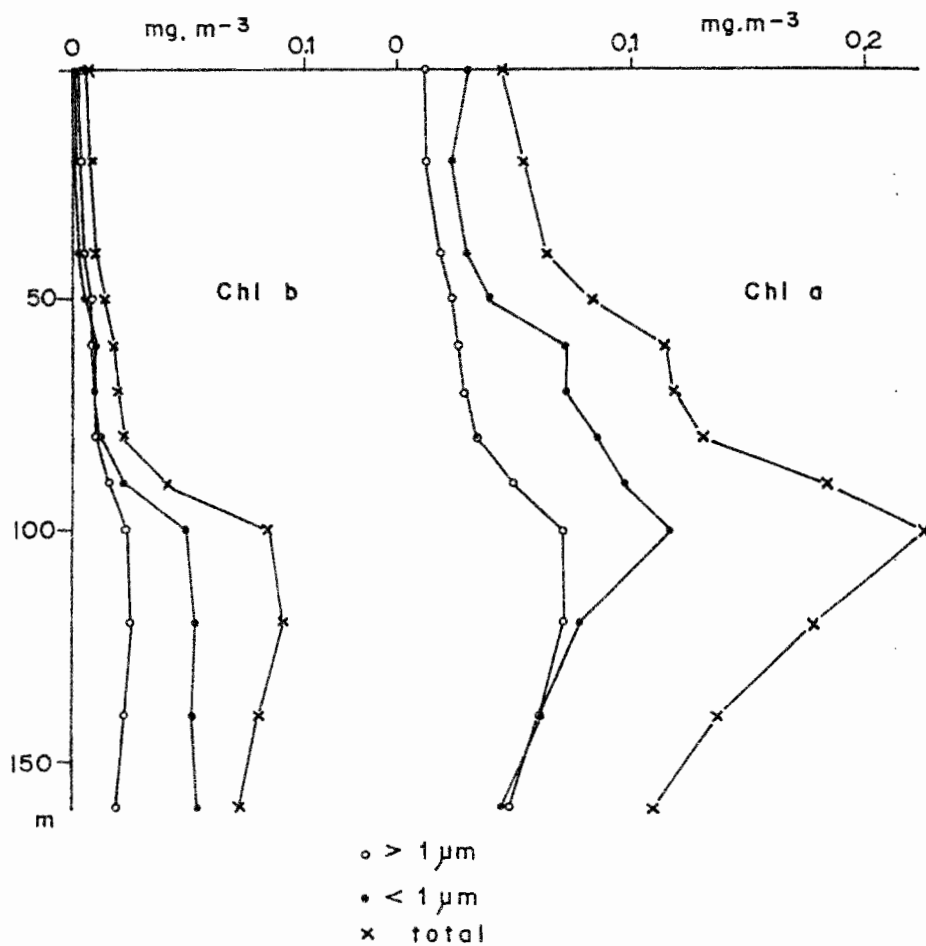 mg. m-3 mg.m-3
0 0,1 0 0,1 0,2
Chl b Chl a
50
100
150
m
o > 1 µm
• < 1 µm
× total